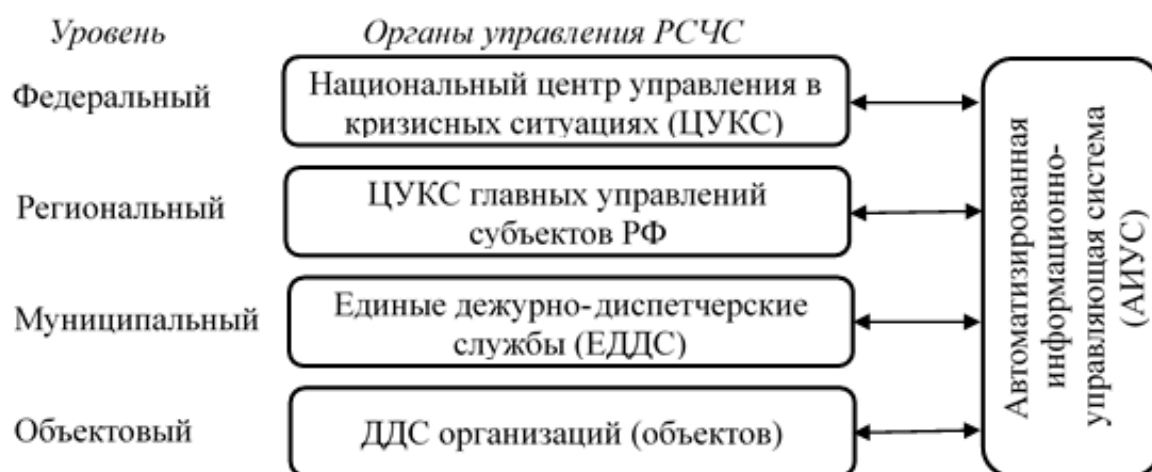 Уровень Органы управления РСЧС
Федеральный
Национальный центр управления в
кризисных ситуациях (ЦУКС)
Региональный
ЦУКС главных управлений
субъектов РФ
Муниципальный
Единые дежурно-диспетчерские
службы (ЕДДС)
Объектовый
ДДС организаций (объектов)
Автоматизированная
информационно-
управляющая система
(АИУС)